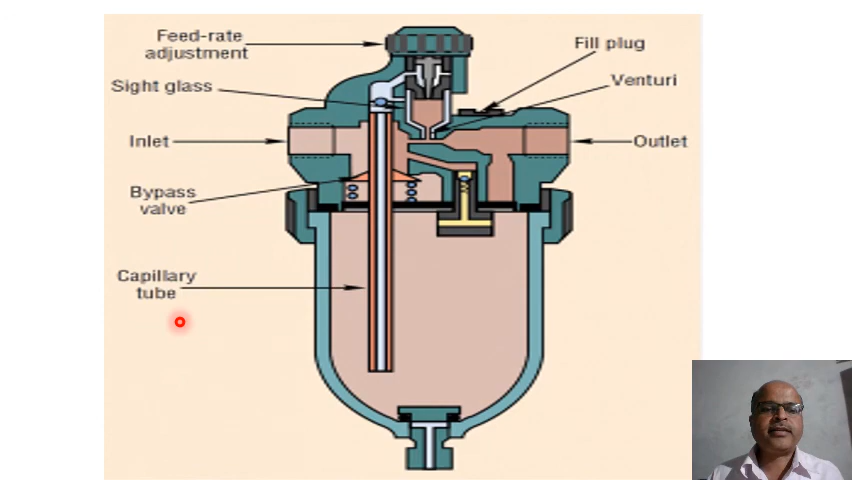 Feed-rate
adjustment
Fill plug
Sight glass
Venturi
Inlet
Outlet
Bypass
valve
Capillary
tube